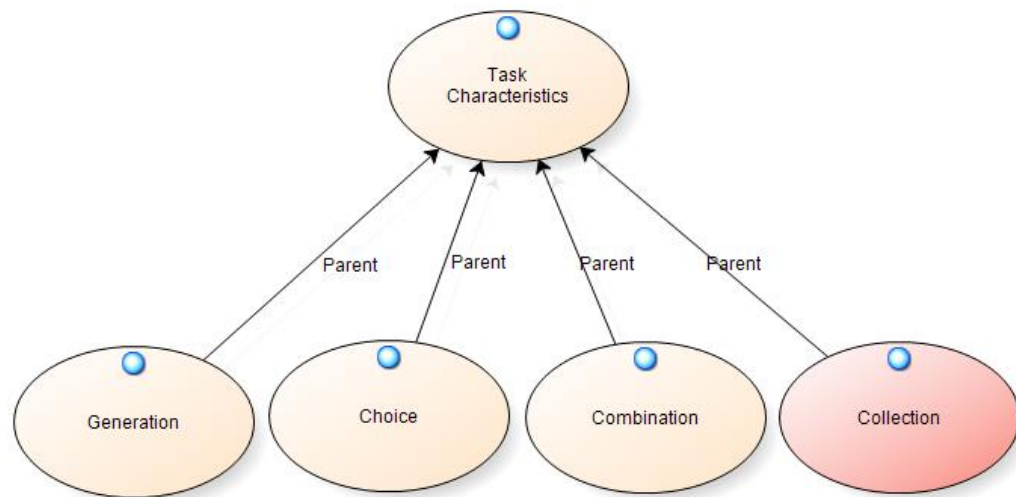 Task
Characteristics
Parent
Parent
Parent
Parent
Generation
Choice
Combination
Collection